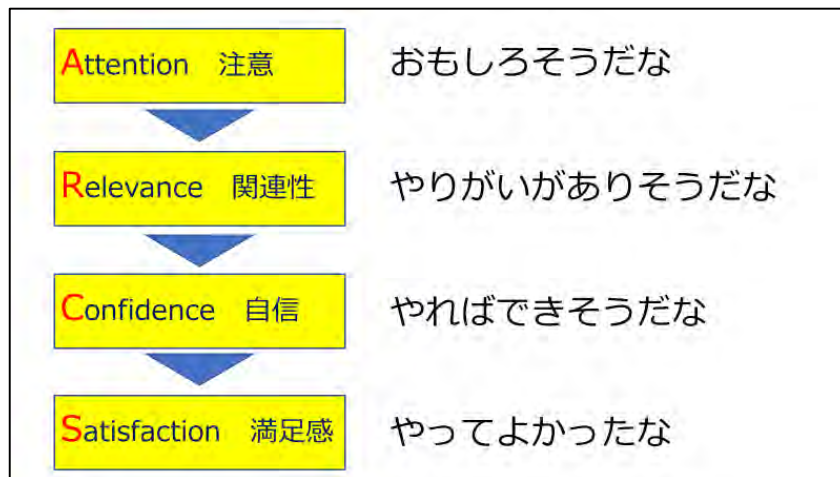 Attention 注意 おもしろそうだな
Relevance 関連性 やりがいがありそうだな
Confidence 自信 やればできそうだな
Satisfaction 満足感 やってよかったな